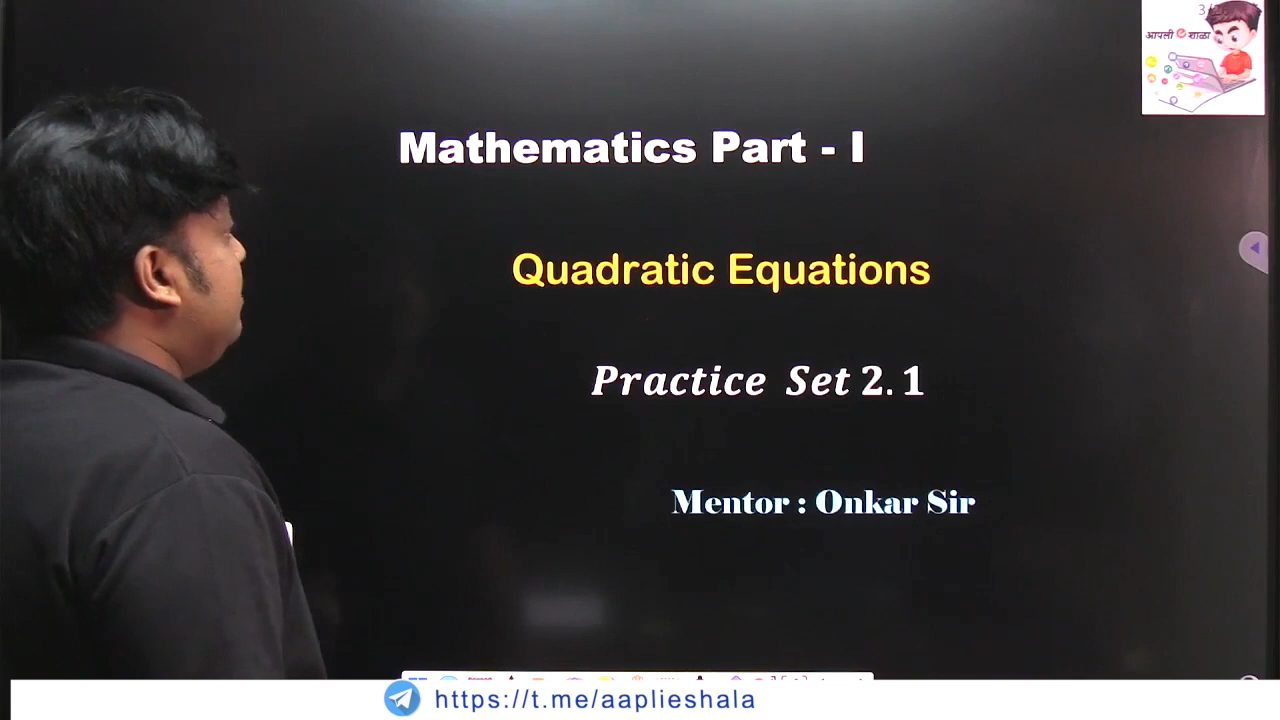 आपली e शाळा
Mathematics Part - I
Quadratic Equations
Practice Set 2.1
Mentor : Onkar Sir
https://t.me/aaplieshala